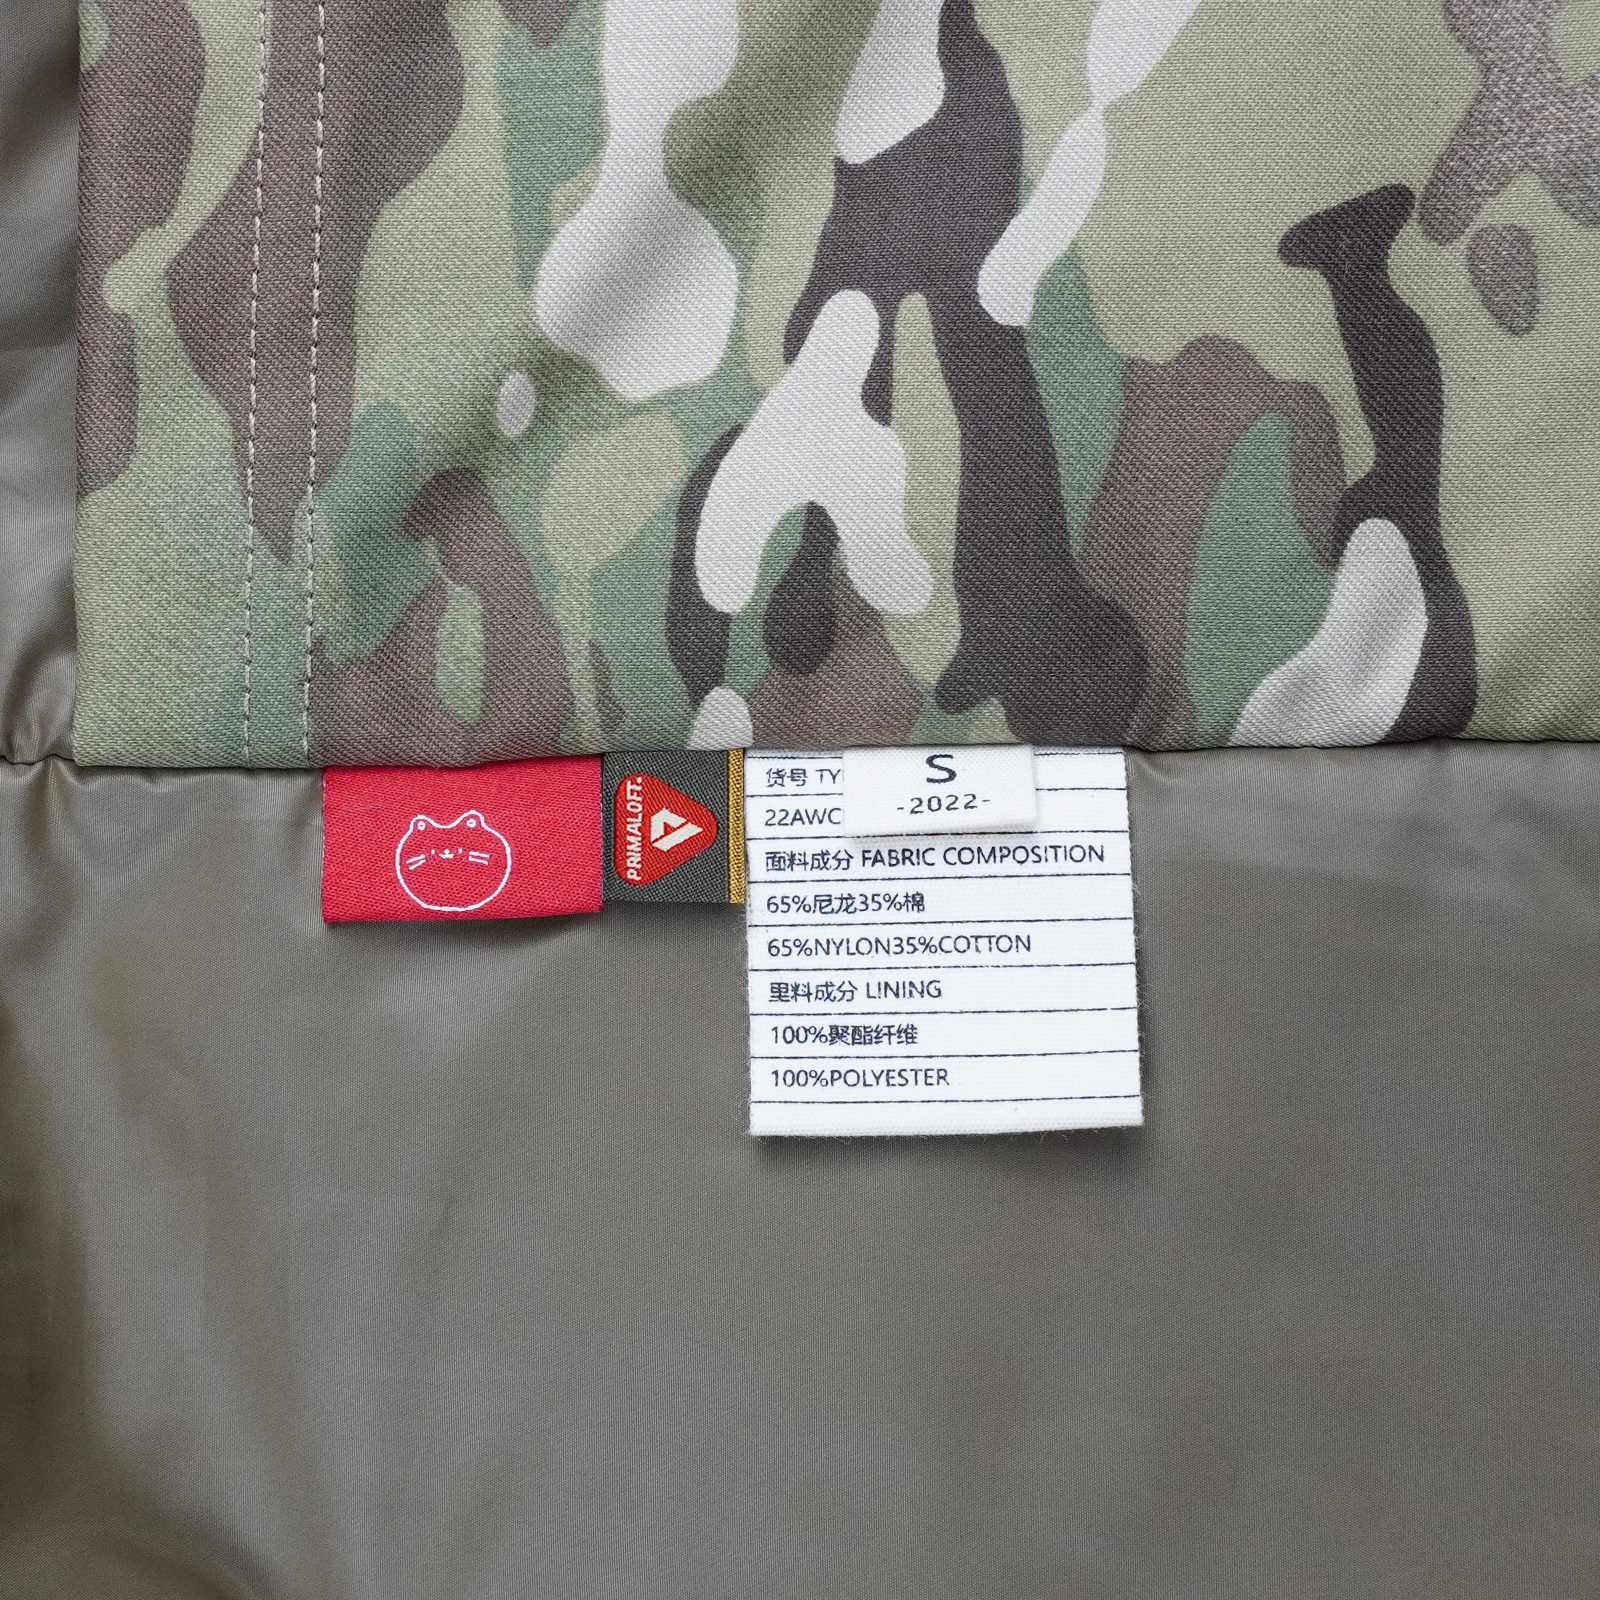 PRIMALOFT
S
-2022-
货号 TY
22AWC
面料成分 FABRIC COMPOSITION
65%尼龙35%棉
65%NYLON35%COTTON
里料成分 LINING
100%聚酯纤维
100%POLYESTER